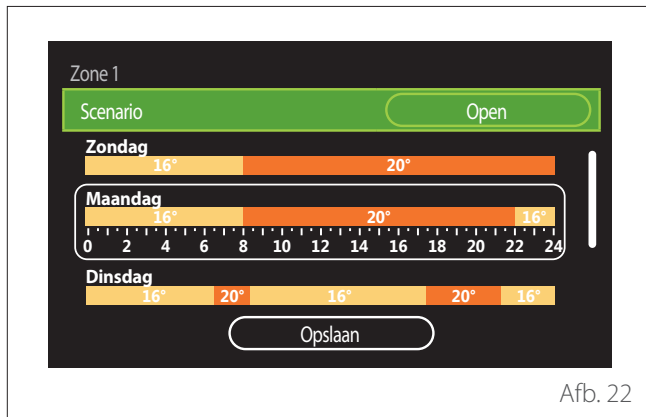 Zone 1
Scenario Open
Zondag
16° 20°
Maandag
16° 20° 16°
0 2 4 6 8 10 12 14 16 18 20 22 24
Dinsdag
16° 20° 16° 20° 16°
Opslaan
Afb. 22